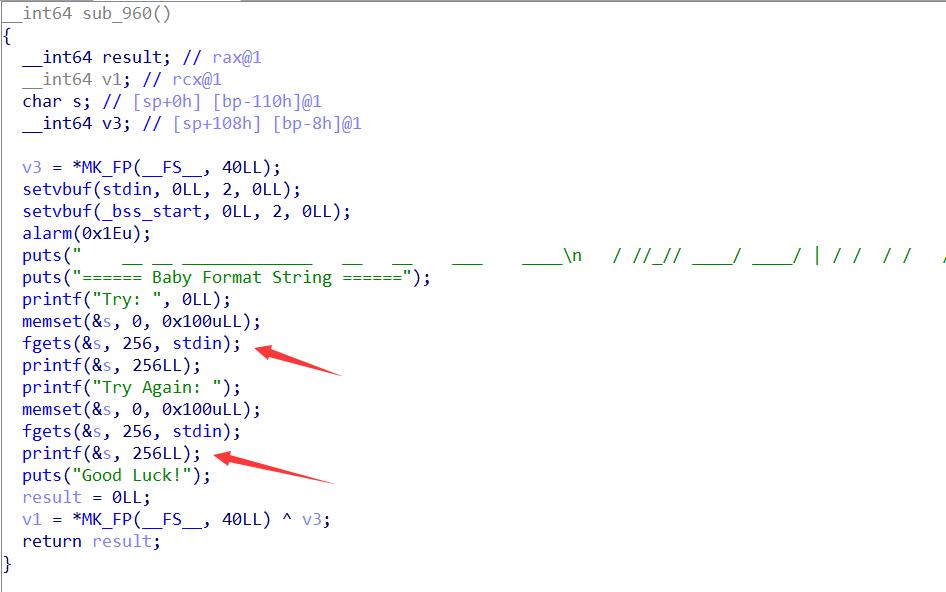 __int64 sub_960()
{
  __int64 result; // rax@1
  __int64 v1; // rcx@1
  char s; // [sp+0h] [bp-110h]@1
  __int64 v3; // [sp+108h] [bp-8h]@1

  v3 = *MK_FP(__FS__, 40LL);
  setvbuf(stdin, 0LL, 2, 0LL);
  setvbuf(_bss_start, 0LL, 2, 0LL);
  alarm(0x1Eu);
  puts("    __ __ _____________   __   __    ___    ____\n   / //_// ____/ ____/ | / /  / /   /
  puts("====== Baby Format String ======");
  printf("Try: ", 0LL);
  memset(&s, 0, 0x100uLL);
  fgets(&s, 256, stdin);
  printf(&s, 256LL);
  printf("Try Again: ");
  memset(&s, 0, 0x100uLL);
  fgets(&s, 256, stdin);
  printf(&s, 256LL);
  puts("Good Luck!");
  result = 0LL;
  v1 = *MK_FP(__FS__, 40LL) ^ v3;
  return result;
}